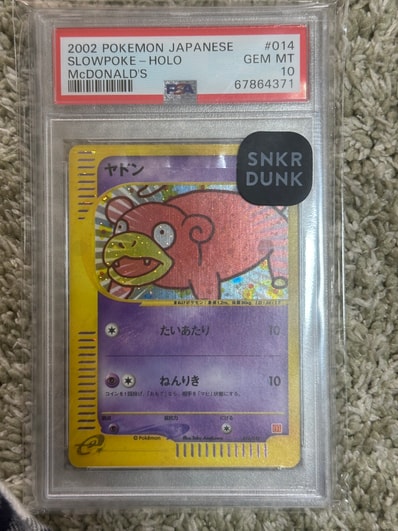 2002 POKEMON JAPANESE #014
SLOWPOKE - HOLO GEM MT
McDONALD'S 10
PSA 67864371
SNKR
DUNK
ヤドン
たいあたり 10
ねんりき 10
©Pokémon